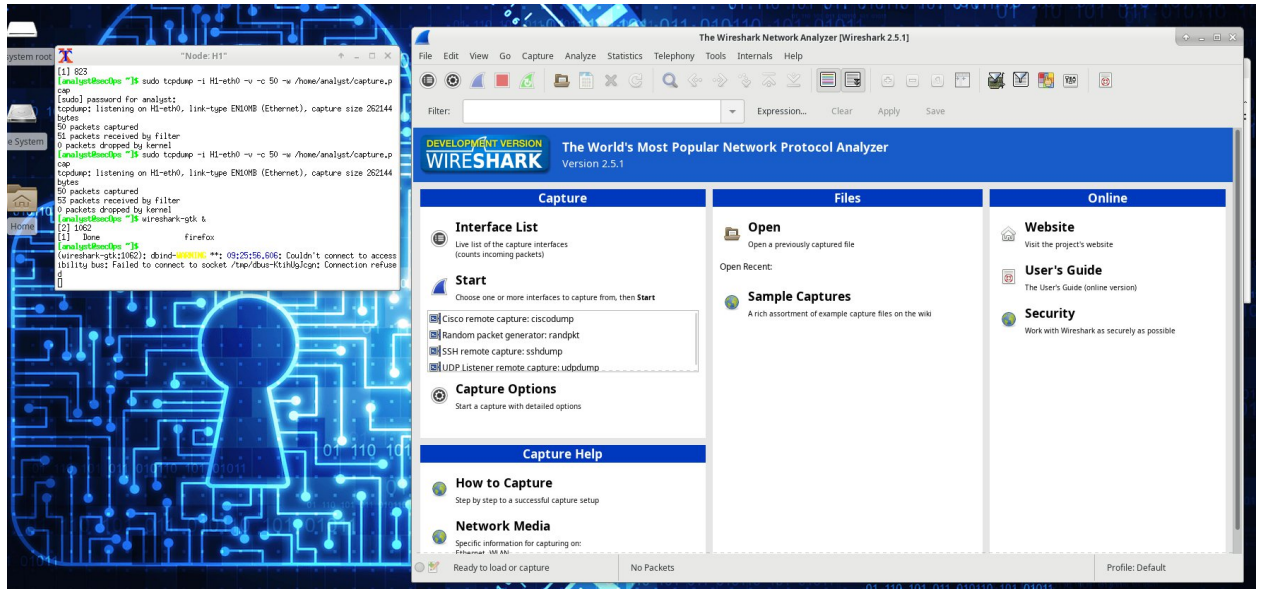 system root
e System
Home
"Node: H1"
[1] 823
[analyst@secOps ~]$ sudo tcpdump -i H1-eth0 -v -c 50 -w /home/analyst/capture.p
cap
[sudo] password for analyst:
tcpdump: listening on H1-eth0, link-type EN10MB (Ethernet), capture size 262144
bytes
50 packets captured
51 packets received by filter
0 packets dropped by kernel
[analyst@secOps ~]$ sudo tcpdump -i H1-eth0 -v -c 50 -w /home/analyst/capture.p
cap
tcpdump: listening on H1-eth0, link-type EN10MB (Ethernet), capture size 262144
bytes
50 packets captured
53 packets received by filter
0 packets dropped by kernel
[analyst@secOps ~]$ wireshark-gtk &
[2] 1062
[1] Done firefox
[analyst@secOps ~]$
(wireshark-gtk:1062): dbind-WARNING **: 09:25:56.606: Couldn't connect to access
ibility bus: Failed to connect to socket /tmp/dbus-KtihUgJcgn: Connection refuse
d
The Wireshark Network Analyzer [Wireshark 2.5.1]
File Edit View Go Capture Analyze Statistics Telephony Tools Internals Help
Filter: Expression... Clear Apply Save
DEVELOPMENT VERSION
WIRESHARK
The World's Most Popular Network Protocol Analyzer
Version 2.5.1
Capture
Interface List
Live list of the capture interfaces
(counts incoming packets)
Start
Choose one or more interfaces to capture from, then Start
Cisco remote capture: ciscodump
Random packet generator: randpkt
SSH remote capture: sshdump
UDP Listener remote capture: udpdump
Capture Options
Start a capture with detailed options
Capture Help
How to Capture
Step by step to a successful capture setup
Network Media
Specific information for capturing on:
Ethernet, WLAN
Files
Open
Open a previously captured file
Open Recent:
Sample Captures
A rich assortment of example capture files on the wiki
Online
Website
Visit the project's website
User's Guide
The User's Guide (online version)
Security
Work with Wireshark as securely as possible
Ready to load or capture No Packets Profile: Default